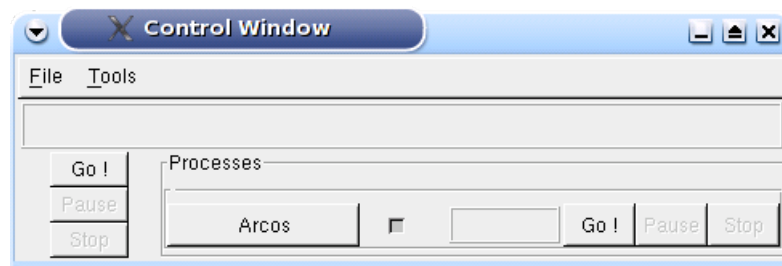 Control Window
File Tools
Go !
Pause
Stop
Processes
Arcos Go ! Pause Stop